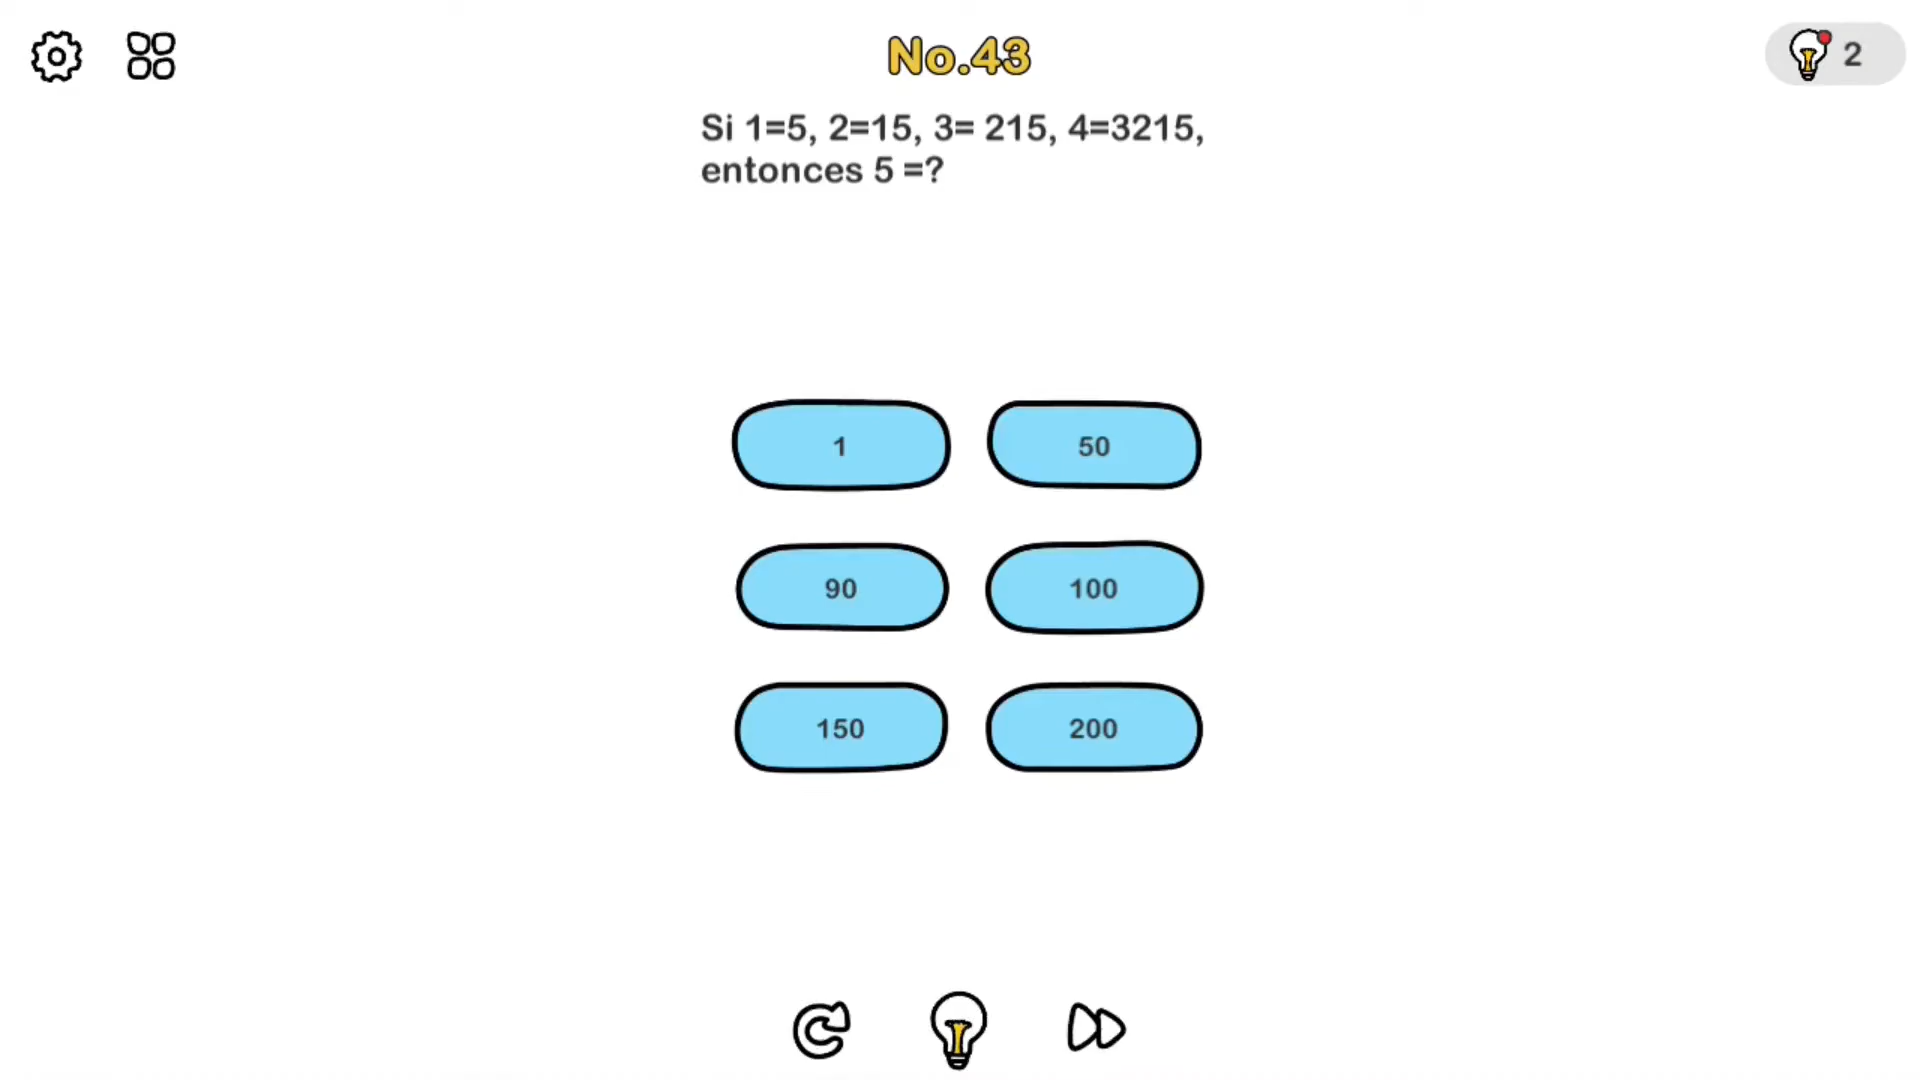 No.43
2
Si 1=5, 2=15, 3= 215, 4=3215,
entonces 5 =?
1
50
90
100
150
200